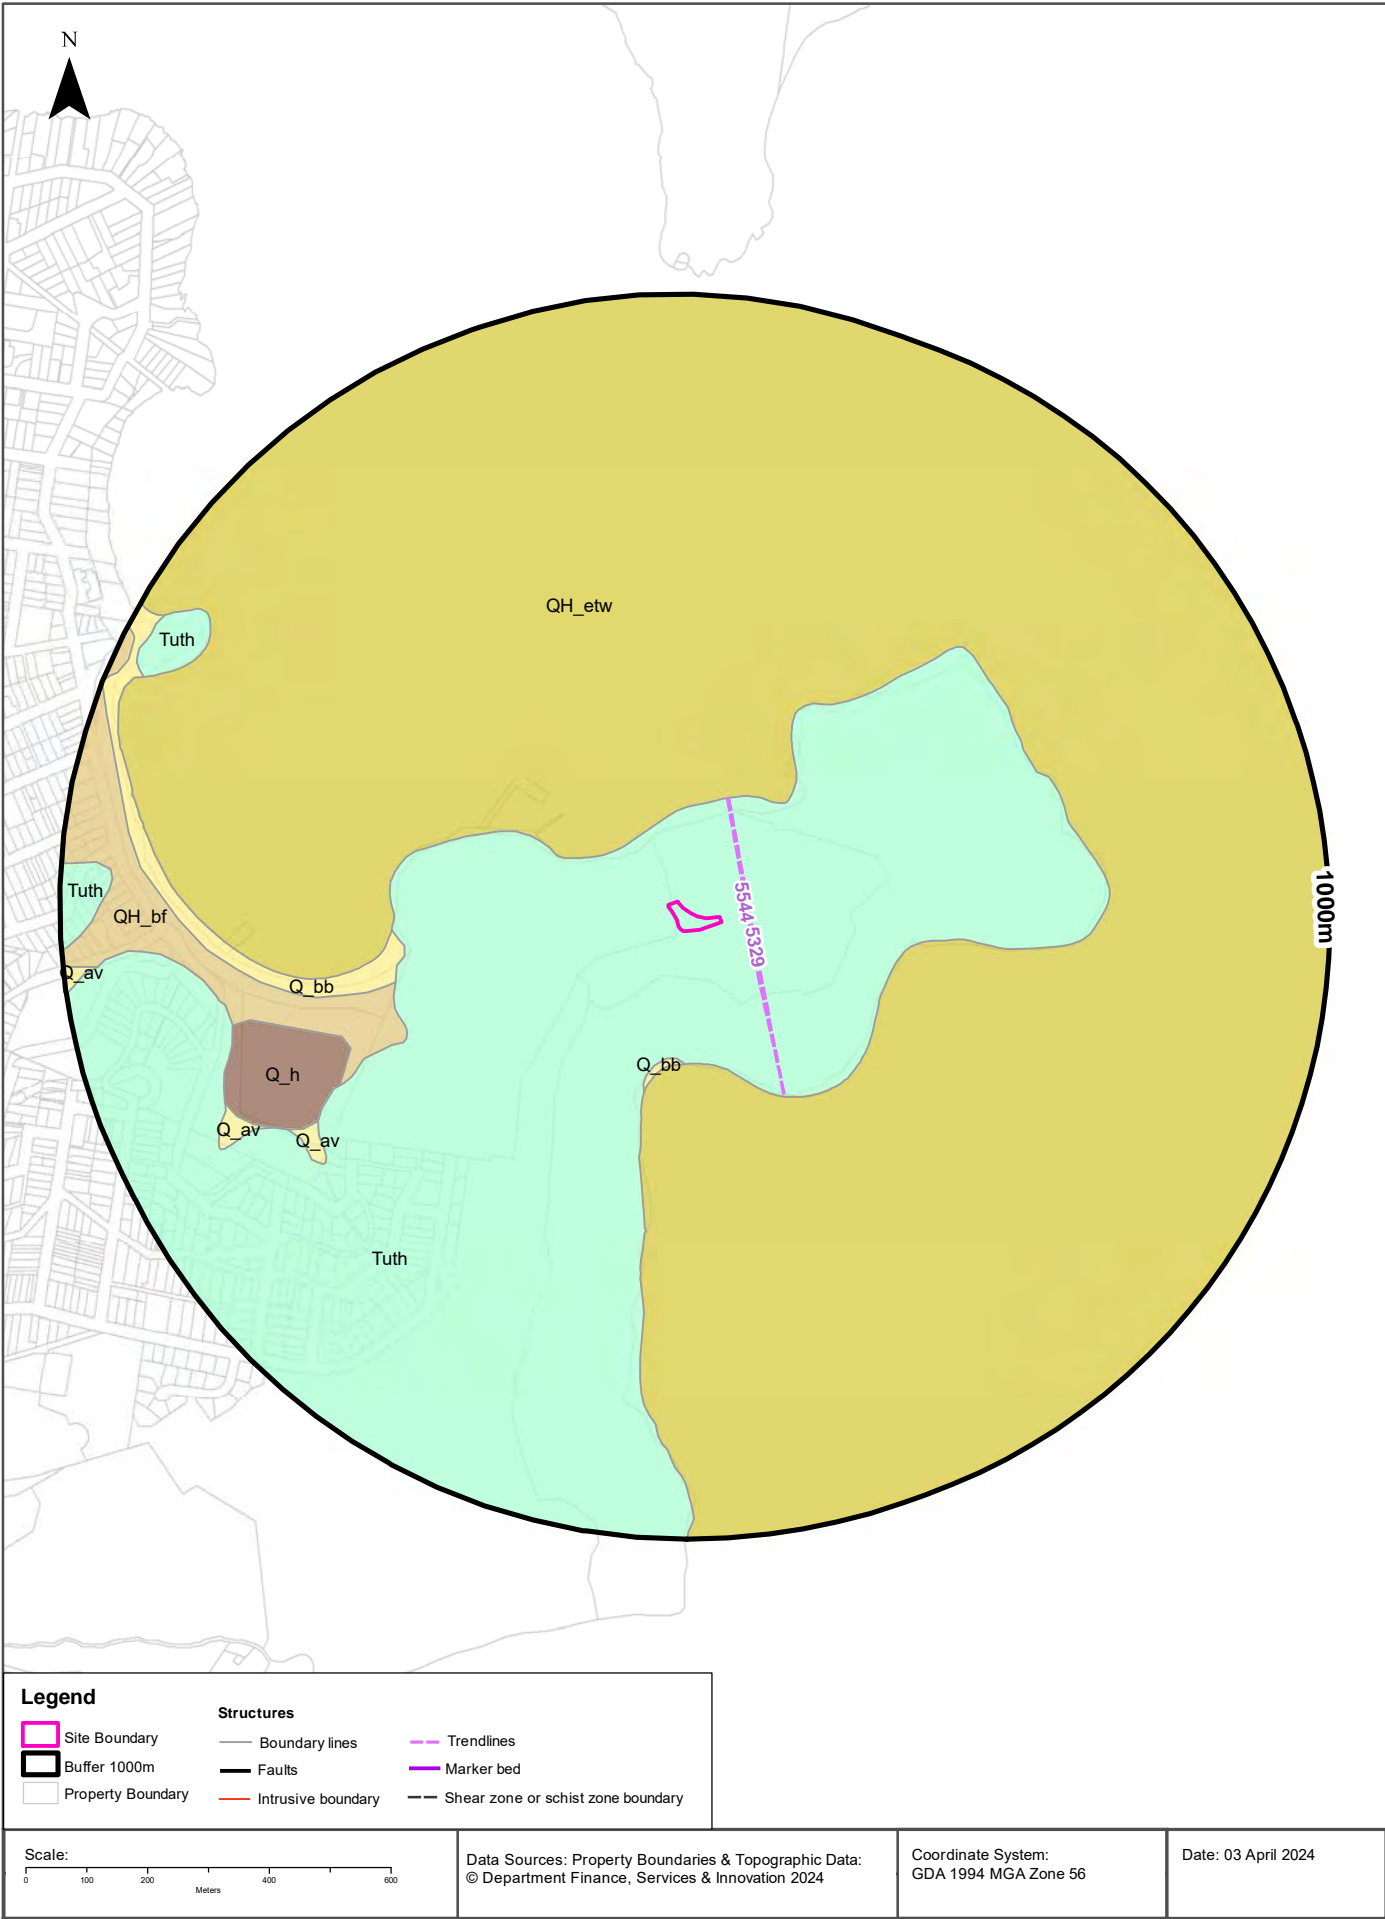 N
QH_etw
Tuth
Tuth
QH_bf
Q_av
Q_bb
Q_h
Q_av
Q_av
Q_bb
Tuth
5544
5329
1000m
Legend
Site Boundary
Buffer 1000m
Property Boundary
Structures
Boundary lines
Faults
Intrusive boundary
Trendlines
Marker bed
Shear zone or schist zone boundary
Scale:
0 100 200 400 600
Meters
Data Sources: Property Boundaries & Topographic Data:
© Department Finance, Services & Innovation 2024
Coordinate System:
GDA 1994 MGA Zone 56
Date: 03 April 2024